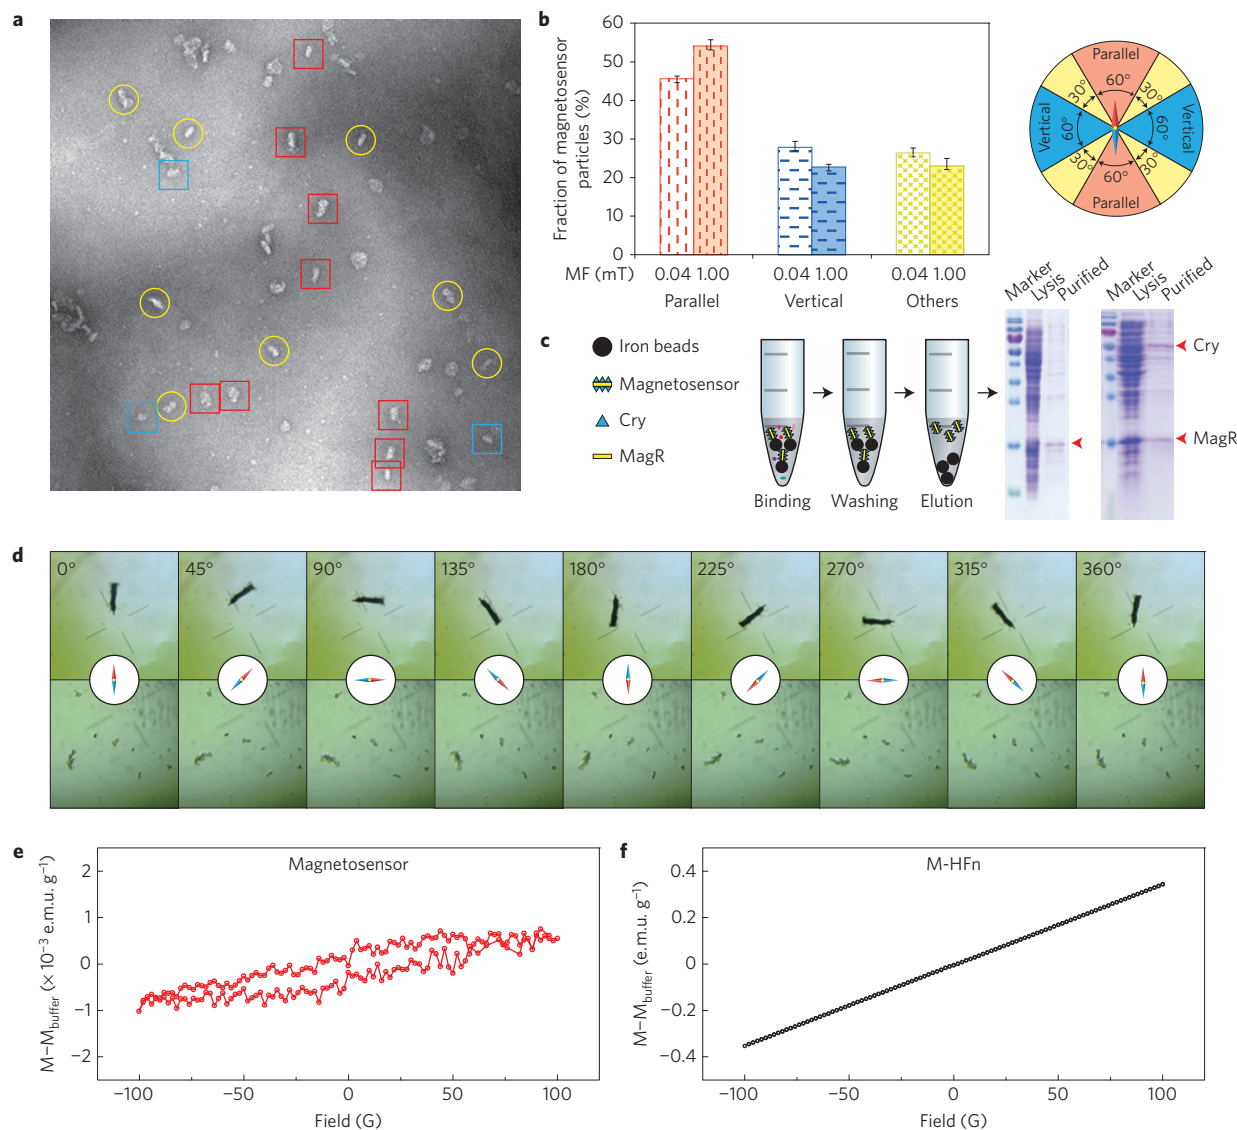 a
b
60
50
40
30
20
10
0
Fraction of magnetosensor
particles (%)
MF (mT)
0.04 1.00
0.04 1.00
0.04 1.00
Parallel
Vertical
Others
Parallel
60°
30°
30°
Vertical
60°
60°
Vertical
30°
30°
60°
Parallel
c
Iron beads
Magnetosensor
Cry
MagR
Binding
Washing
Elution
Marker
Lysis
Purified
Marker
Lysis
Purified
Cry
MagR
d
0°
45°
90°
135°
180°
225°
270°
315°
360°
e
Magnetosensor
2
1
0
−1
−2
M−Mbuffer (× 10⁻³ e.m.u. g⁻¹)
−100
−50
0
50
100
Field (G)
f
M-HFn
0.4
0.2
0
−0.2
−0.4
M−Mbuffer (e.m.u. g⁻¹)
−100
−50
0
50
100
Field (G)